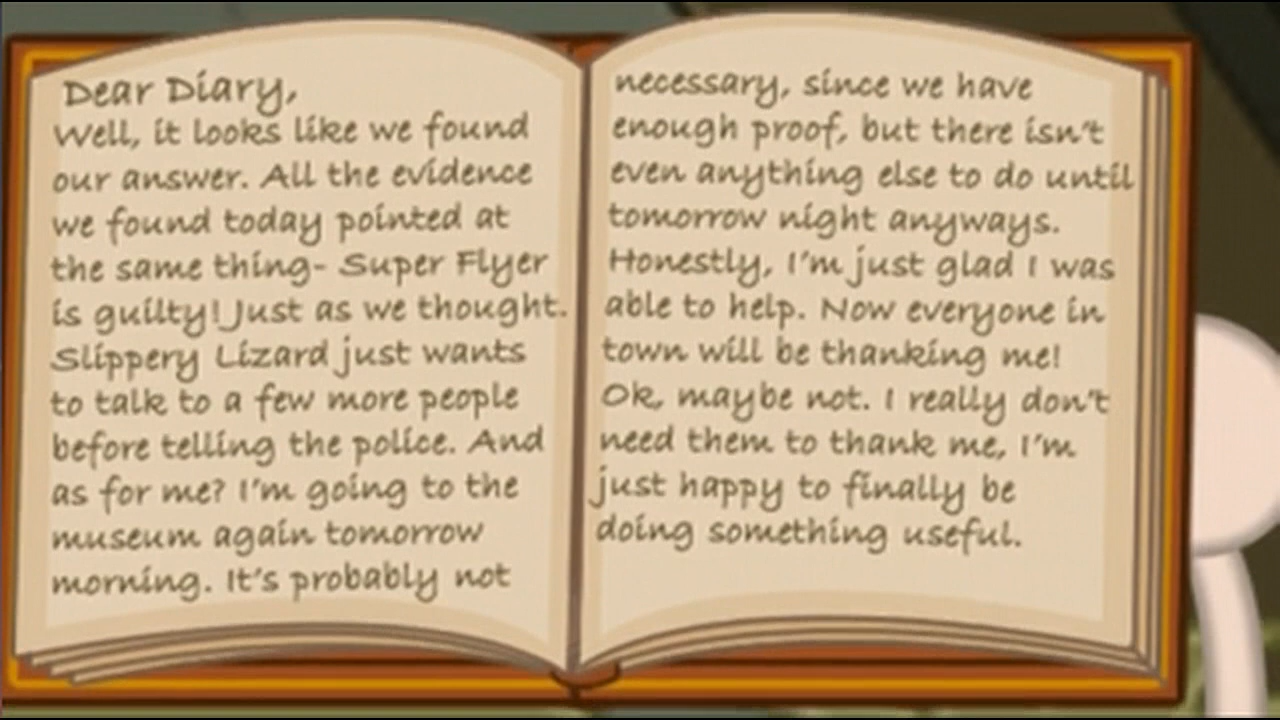 Dear Diary,
Well, it looks like we found
our answer. All the evidence
we found today pointed at
the same thing- Super Flyer
is guilty! Just as we thought.
Slippery Lizard just wants
to talk to a few more people
before telling the police. And
as for me? I'm going to the
museum again tomorrow
morning. It's probably not
necessary, since we have
enough proof, but there isn't
even anything else to do until
tomorrow night anyways.
Honestly, I'm just glad I was
able to help. Now everyone in
town will be thanking me!
Ok, maybe not. I really don't
need them to thank me, I'm
just happy to finally be
doing something useful.